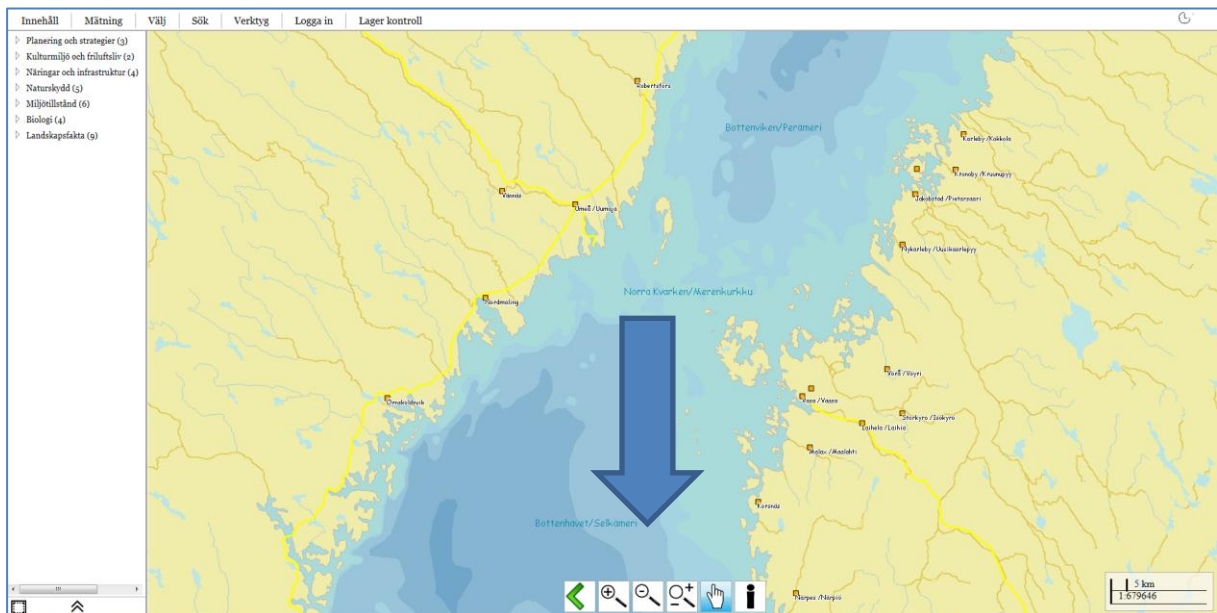 Innehåll Mätning Välj Sök Verktyg Logga in Lager kontroll
Planering och strategier (3)
Kulturmiljö och friluftsliv (2)
Näringar och infrastruktur (4)
Naturskydd (5)
Miljötillstånd (6)
Biologi (4)
Landskapsfakta (9)
Robertsfors
Bottenviken/Perämeri
Karleby /Kokkola
Kronoby /Kruunupyy
Vännäs
Jakobstad /Pietarsaari
Umeå /Uumaja
Nykarleby /Uusikaarlepyy
Norra Kvarken/Merenkurkku
Nordmaling
Vörå /Vöyri
Örnsköldsvik
Vasa /Vaasa
Storkyro /Isokyrö
Laihela /Laihia
Malax /Maalahti
Korsnäs
Bottenhavet/Selkämeri
5 km
1:679646
Närpes /Närpiö